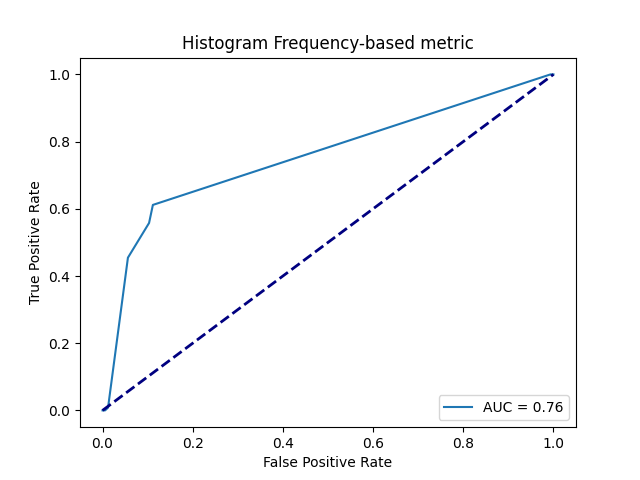 Histogram Frequency-based metric
1.0
0.8
0.6
0.4
0.2
0.0
True Positive Rate
0.0 0.2 0.4 0.6 0.8 1.0
False Positive Rate
AUC = 0.76